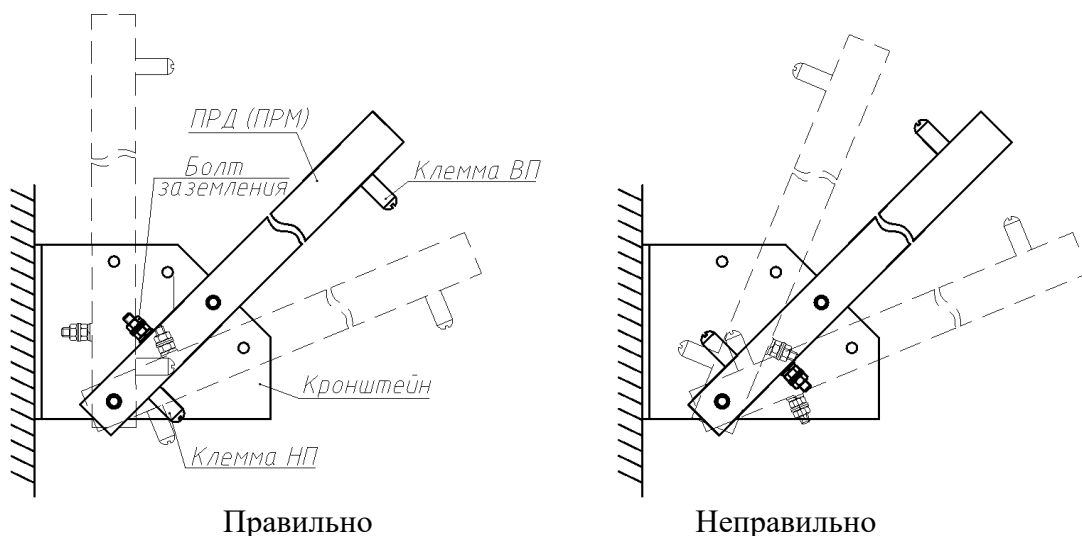 ПРД (ПРМ)
Болт
заземления
Клемма ВП
Кронштейн
Клемма НП
Правильно
Неправильно